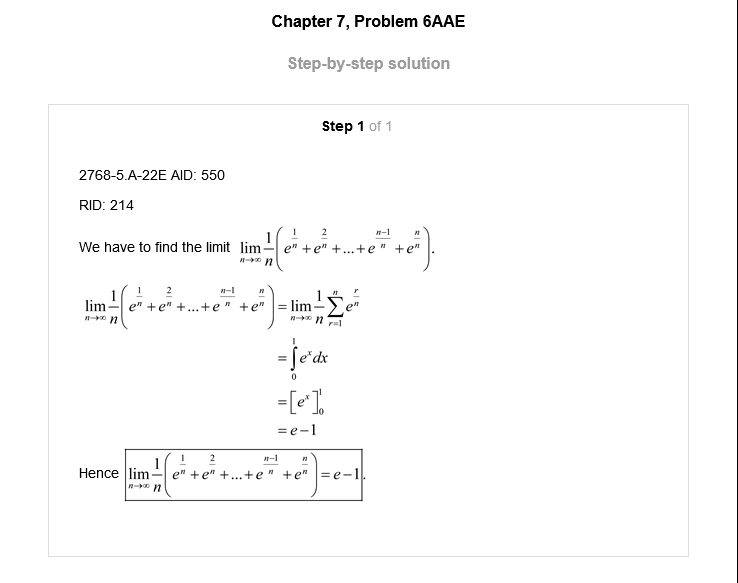 Chapter 7, Problem 6AAE
Step-by-step solution
Step 1 of 1
2768-5.A-22E AID: 550
RID: 214
We have to find the limit $\lim_{n\to\infty}\frac{1}{n}\left(e^{\frac{1}{n}}+e^{\frac{2}{n}}+...+e^{\frac{n-1}{n}}+e^{\frac{n}{n}}\right)$.
$\lim_{n\to\infty}\frac{1}{n}\left(e^{\frac{1}{n}}+e^{\frac{2}{n}}+...+e^{\frac{n-1}{n}}+e^{\frac{n}{n}}\right)=\lim_{n\to\infty}\frac{1}{n}\sum_{r=1}^{n}e^{\frac{r}{n}}$
$=\int_{0}^{1}e^{x}dx$
$=\left[e^{x}\right]_{0}^{1}$
$=e-1$
Hence $\lim_{n\to\infty}\frac{1}{n}\left(e^{\frac{1}{n}}+e^{\frac{2}{n}}+...+e^{\frac{n-1}{n}}+e^{\frac{n}{n}}\right)=e-1$.